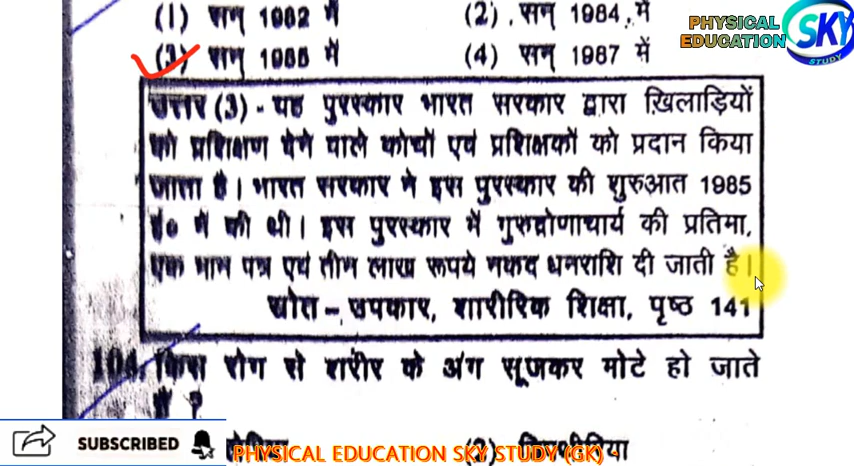 (1) सन् 1982 में (2) सन् 1984 में
PHYSICAL EDUCATION SKY STUDY
(3) सन् 1985 में (4) सन् 1987 में
उत्तर (3) - यह पुरस्कार भारत सरकार द्वारा ख़िलाड़ियों
को प्रशिक्षण देने वाले कोचों एवं प्रशिक्षकों को प्रदान किया
जाता है। भारत सरकार ने इस पुरस्कार की शुरुआत 1985
ई० में की थी। इस पुरस्कार में गुरुद्रोणाचार्य की प्रतिमा,
एक मान पत्र एवं तीन लाख रूपये नकद धनराशि दी जाती है।
स्रोत – उपकार, शारीरिक शिक्षा, पृष्ठ 141
104. किस रोग से शरीर के अंग सूजकर मोटे हो जाते
हैं ?
(2)
SUBSCRIBED
PHYSICAL EDUCATION SKY STUDY (GK) -